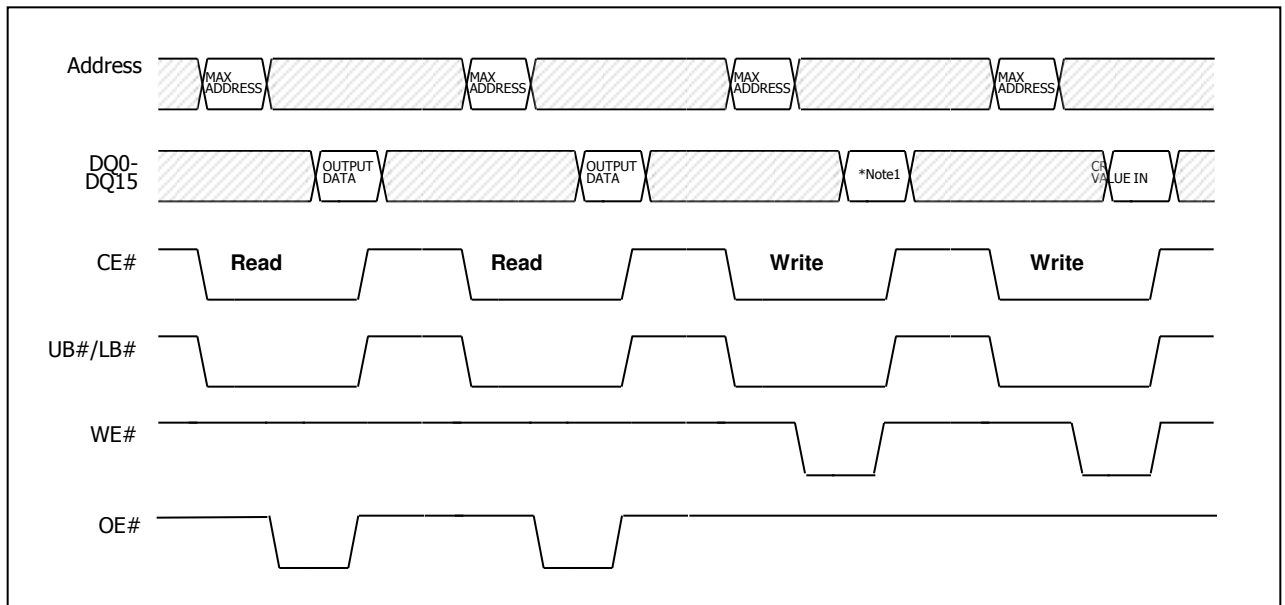 Address
MAX
ADDRESS
MAX
ADDRESS
MAX
ADDRESS
MAX
ADDRESS
DQ0-
DQ15
OUTPUT
DATA
OUTPUT
DATA
*Note1
CR
VALUE IN
CE#
Read
Read
Write
Write
UB#/LB#
WE#
OE#